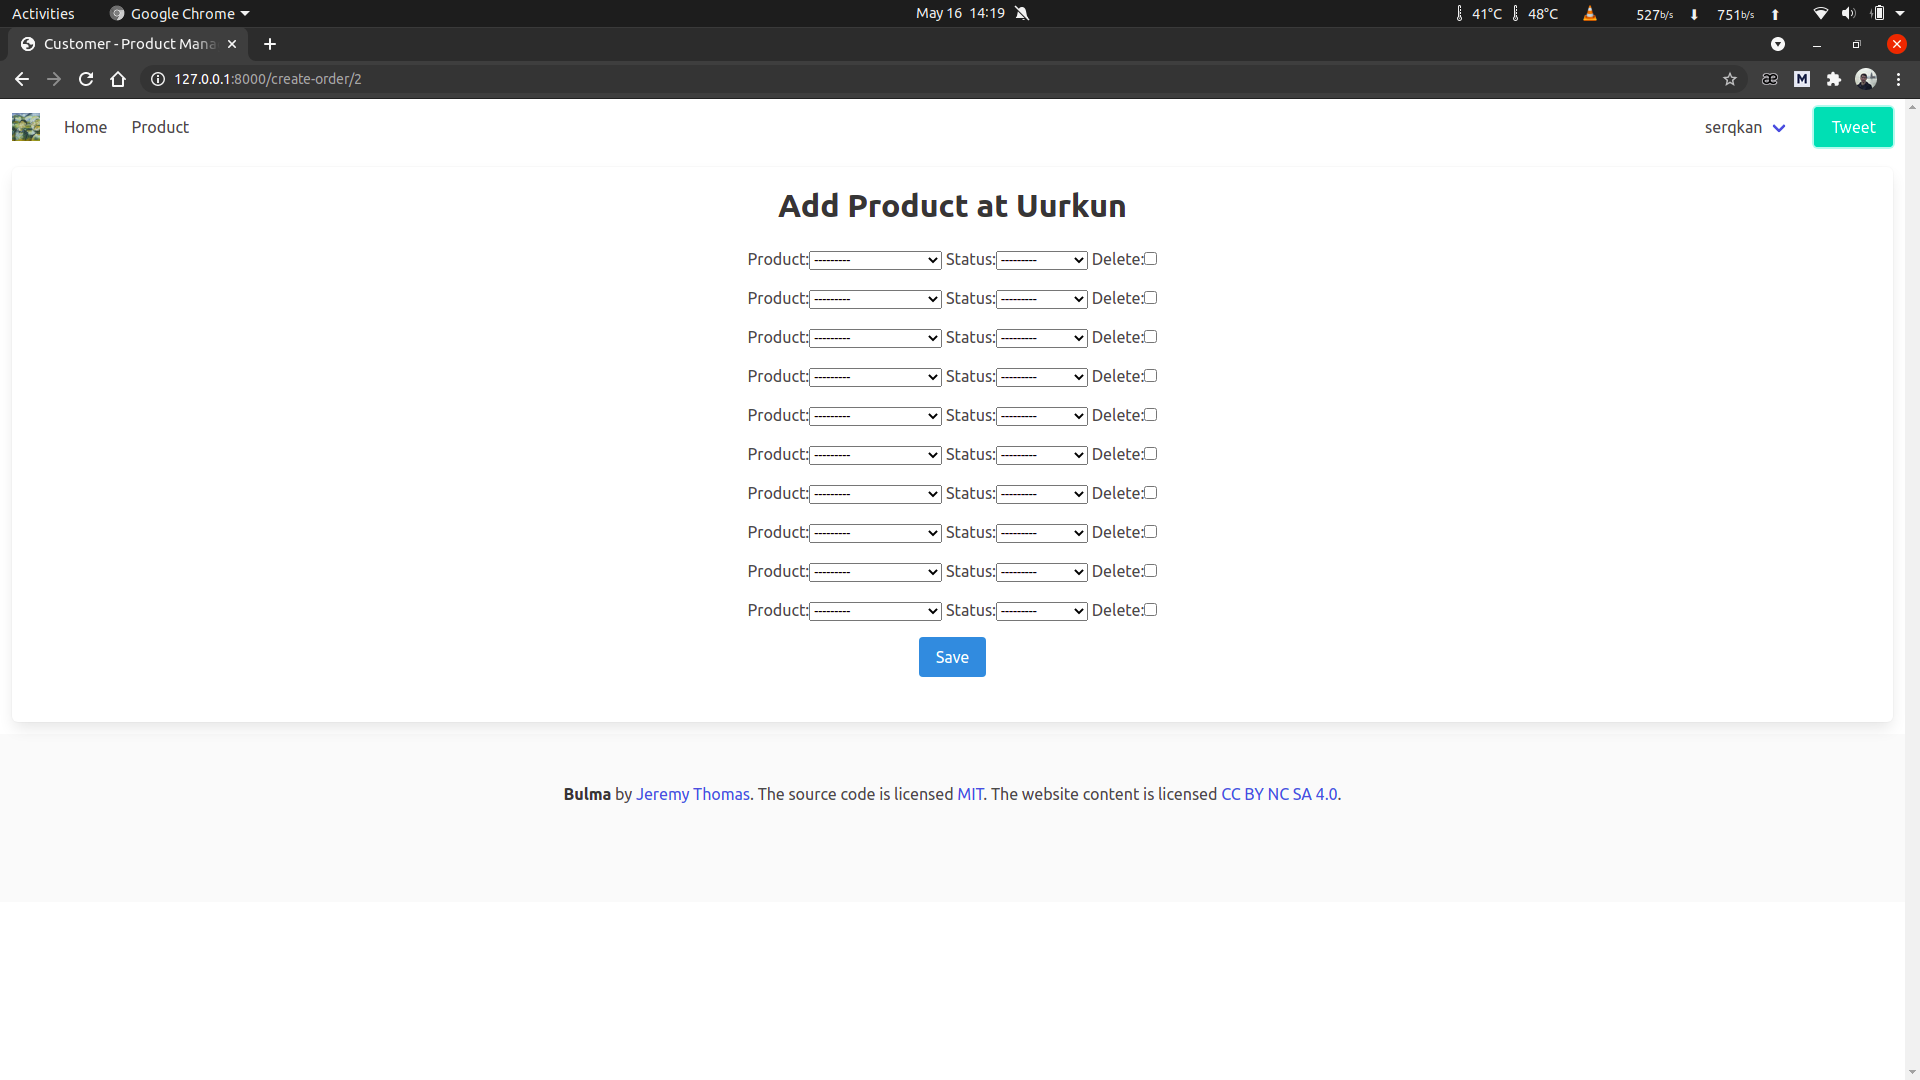 Activities Google Chrome May 16 14:19 41°C 48°C 527b/s 751b/s
Customer - Product Mana
127.0.0.1:8000/create-order/2 æ M
Home Product serqkan Tweet
Add Product at Uurkun
Product:--------- Status:--------- Delete:
Product:--------- Status:--------- Delete:
Product:--------- Status:--------- Delete:
Product:--------- Status:--------- Delete:
Product:--------- Status:--------- Delete:
Product:--------- Status:--------- Delete:
Product:--------- Status:--------- Delete:
Product:--------- Status:--------- Delete:
Product:--------- Status:--------- Delete:
Product:--------- Status:--------- Delete:
Save
Bulma by Jeremy Thomas. The source code is licensed MIT. The website content is licensed CC BY NC SA 4.0.